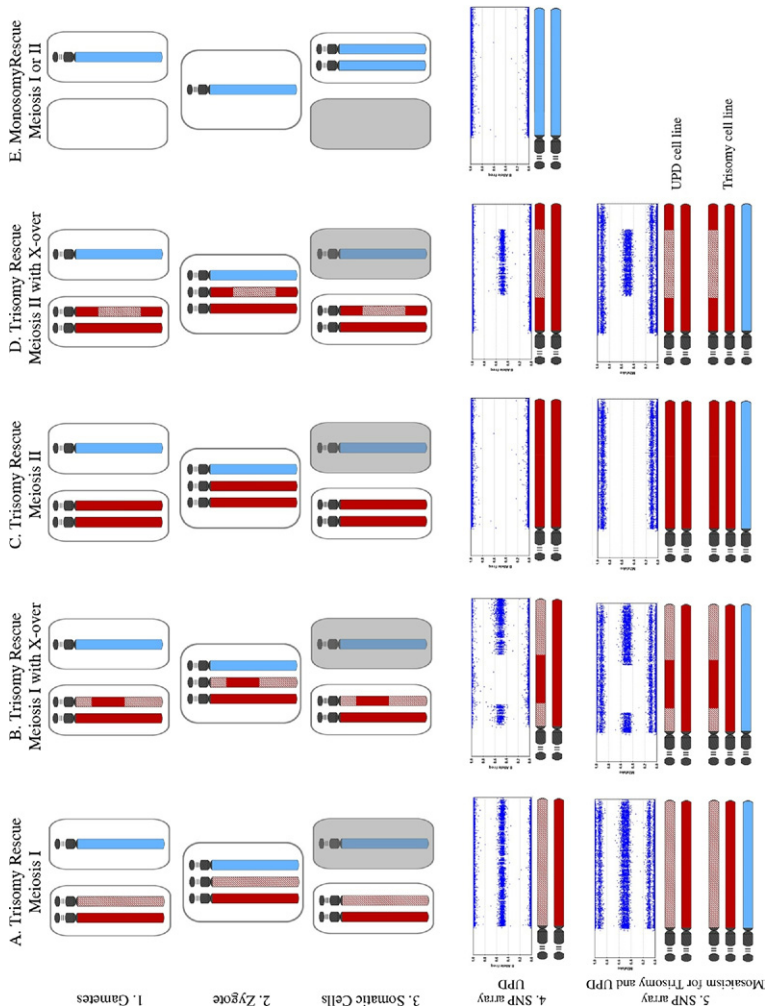 A. Trisomy Rescue
Meiosis I
B. Trisomy Rescue
Meiosis I with X-over
C. Trisomy Rescue
Meiosis II
D. Trisomy Rescue
Meiosis II with X-over
E. MonosomyRescue
Meiosis I or II
1. Gametes
2. Zygote
3. Somatic Cells
4. SNP array
UPD
5. SNP array
Mosaicism for Trisomy and UPD
UPD cell line
Trisomy cell line